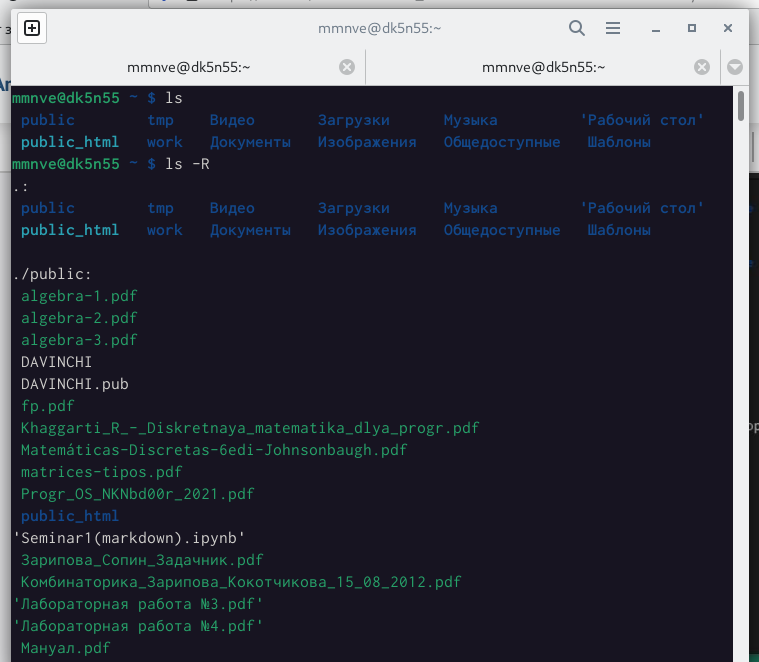 mmnve@dk5n55:~
mmnve@dk5n55:~ mmnve@dk5n55:~
mmnve@dk5n55 ~ $ ls
public tmp Видео Загрузки Музыка 'Рабочий стол'
public_html work Документы Изображения Общедоступные Шаблоны
mmnve@dk5n55 ~ $ ls -R
.:
public tmp Видео Загрузки Музыка 'Рабочий стол'
public_html work Документы Изображения Общедоступные Шаблоны
./public:
algebra-1.pdf
algebra-2.pdf
algebra-3.pdf
DAVINCHI
DAVINCHI.pub
fp.pdf
Khaggarti_R_-_Diskretnaya_matematika_dlya_progr.pdf
Matemáticas-Discretas-6edi-Johnsonbaugh.pdf
matrices-tipos.pdf
Progr_OS_NKNbd00r_2021.pdf
public_html
'Seminar1(markdown).ipynb'
Зарипова_Сопин_Задачник.pdf
Комбинаторика_Зарипова_Кокотчикова_15_08_2012.pdf
'Лабораторная работа №3.pdf'
'Лабораторная работа №4.pdf'
Мануал.pdf